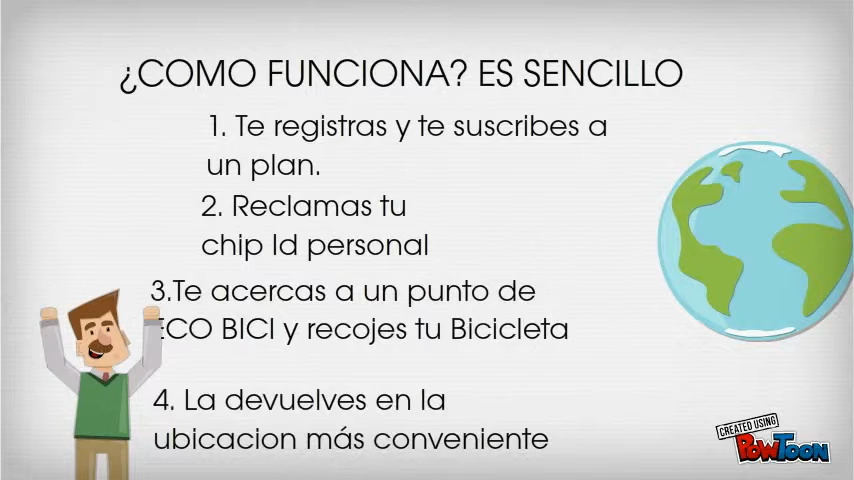 ¿COMO FUNCIONA? ES SENCILLO
1. Te registras y te suscribes a
un plan.
2. Reclamas tu
chip Id personal
3.Te acercas a un punto de
ECO BICI y recojes tu Bicicleta
4. La devuelves en la
ubicacion más conveniente
CREATED USING
POWTOON